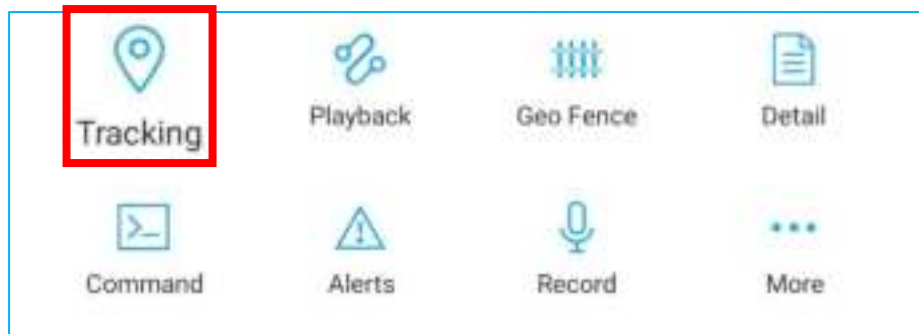 Tracking
Playback
Geo Fence
Detail
Command
Alerts
Record
More